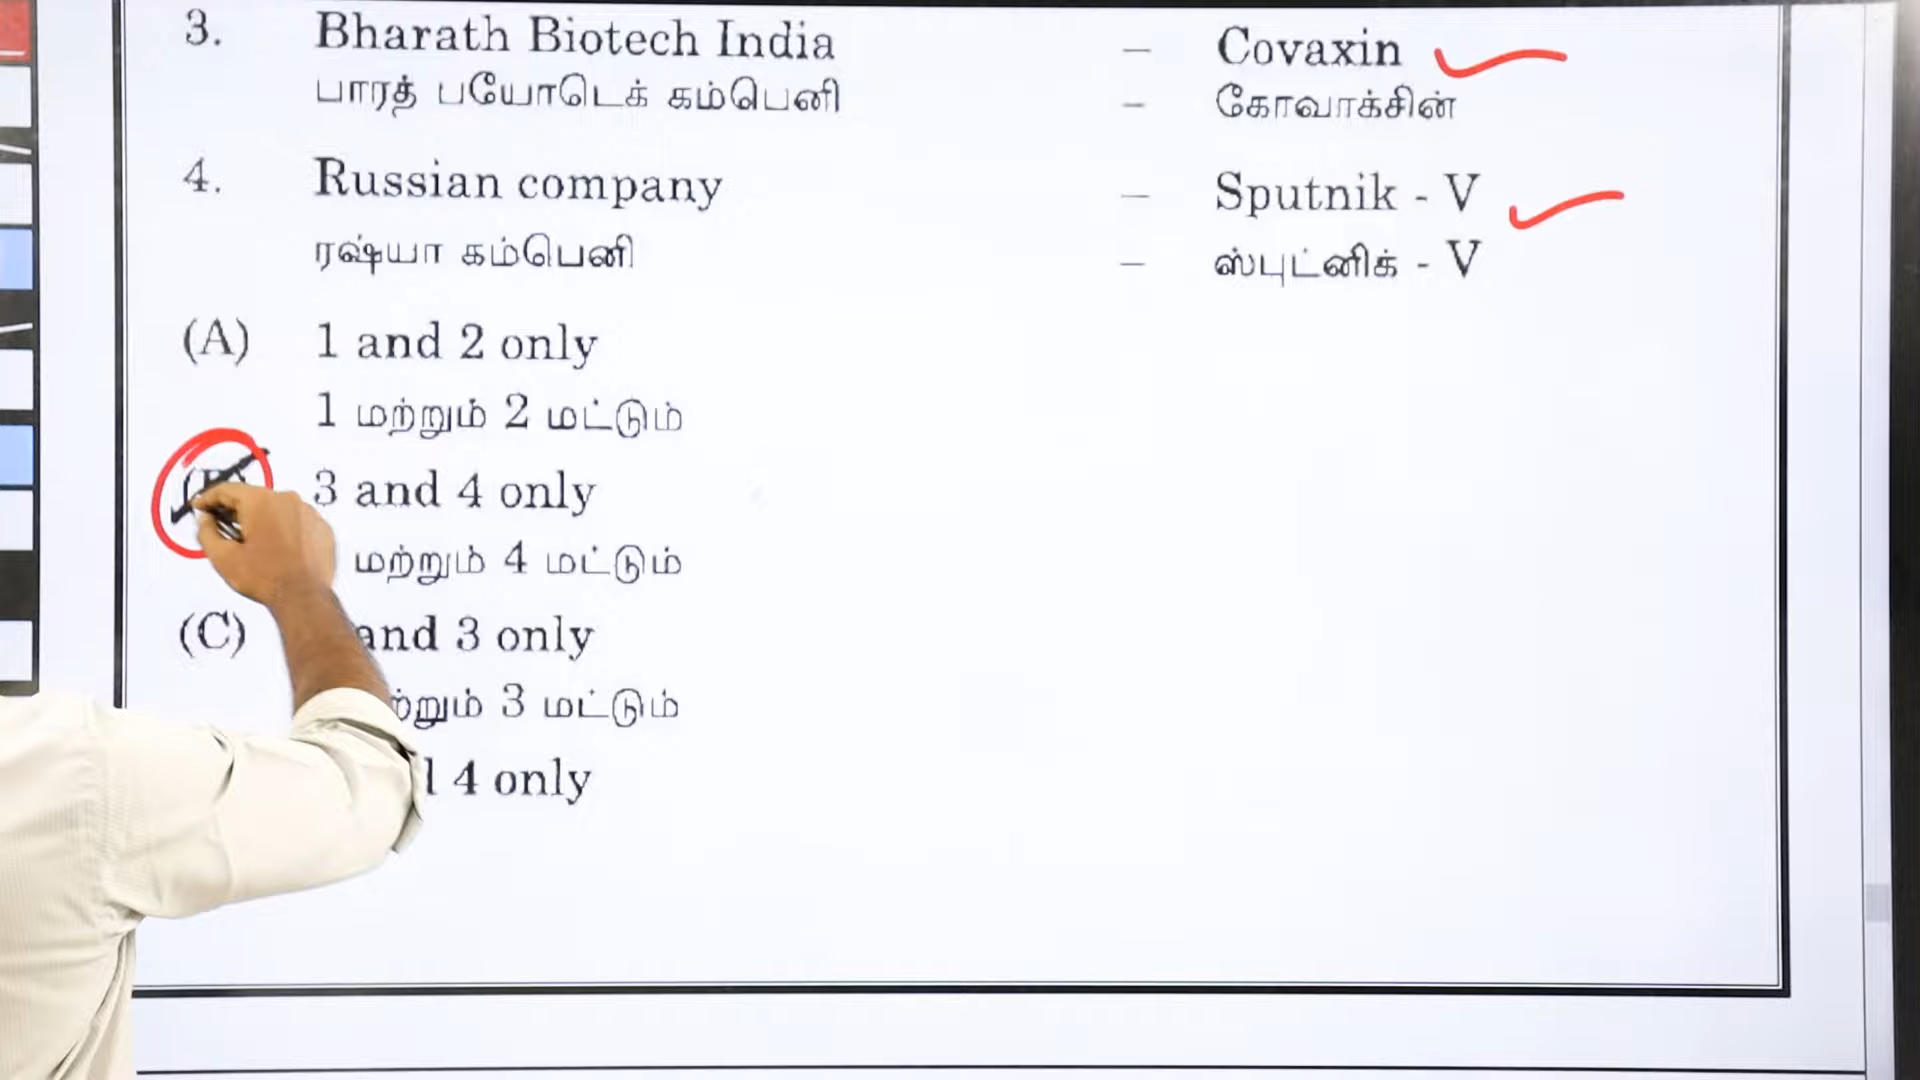 3. Bharath Biotech India – Covaxin
பாரத் பயோடெக் கம்பெனி – கோவாக்சின்
4. Russian company – Sputnik - V
ரஷ்யா கம்பெனி – ஸ்புட்னிக் - V
(A) 1 and 2 only
1 மற்றும் 2 மட்டும்
3 and 4 only
மற்றும் 4 மட்டும்
(C) and 3 only
3 மட்டும்
4 only